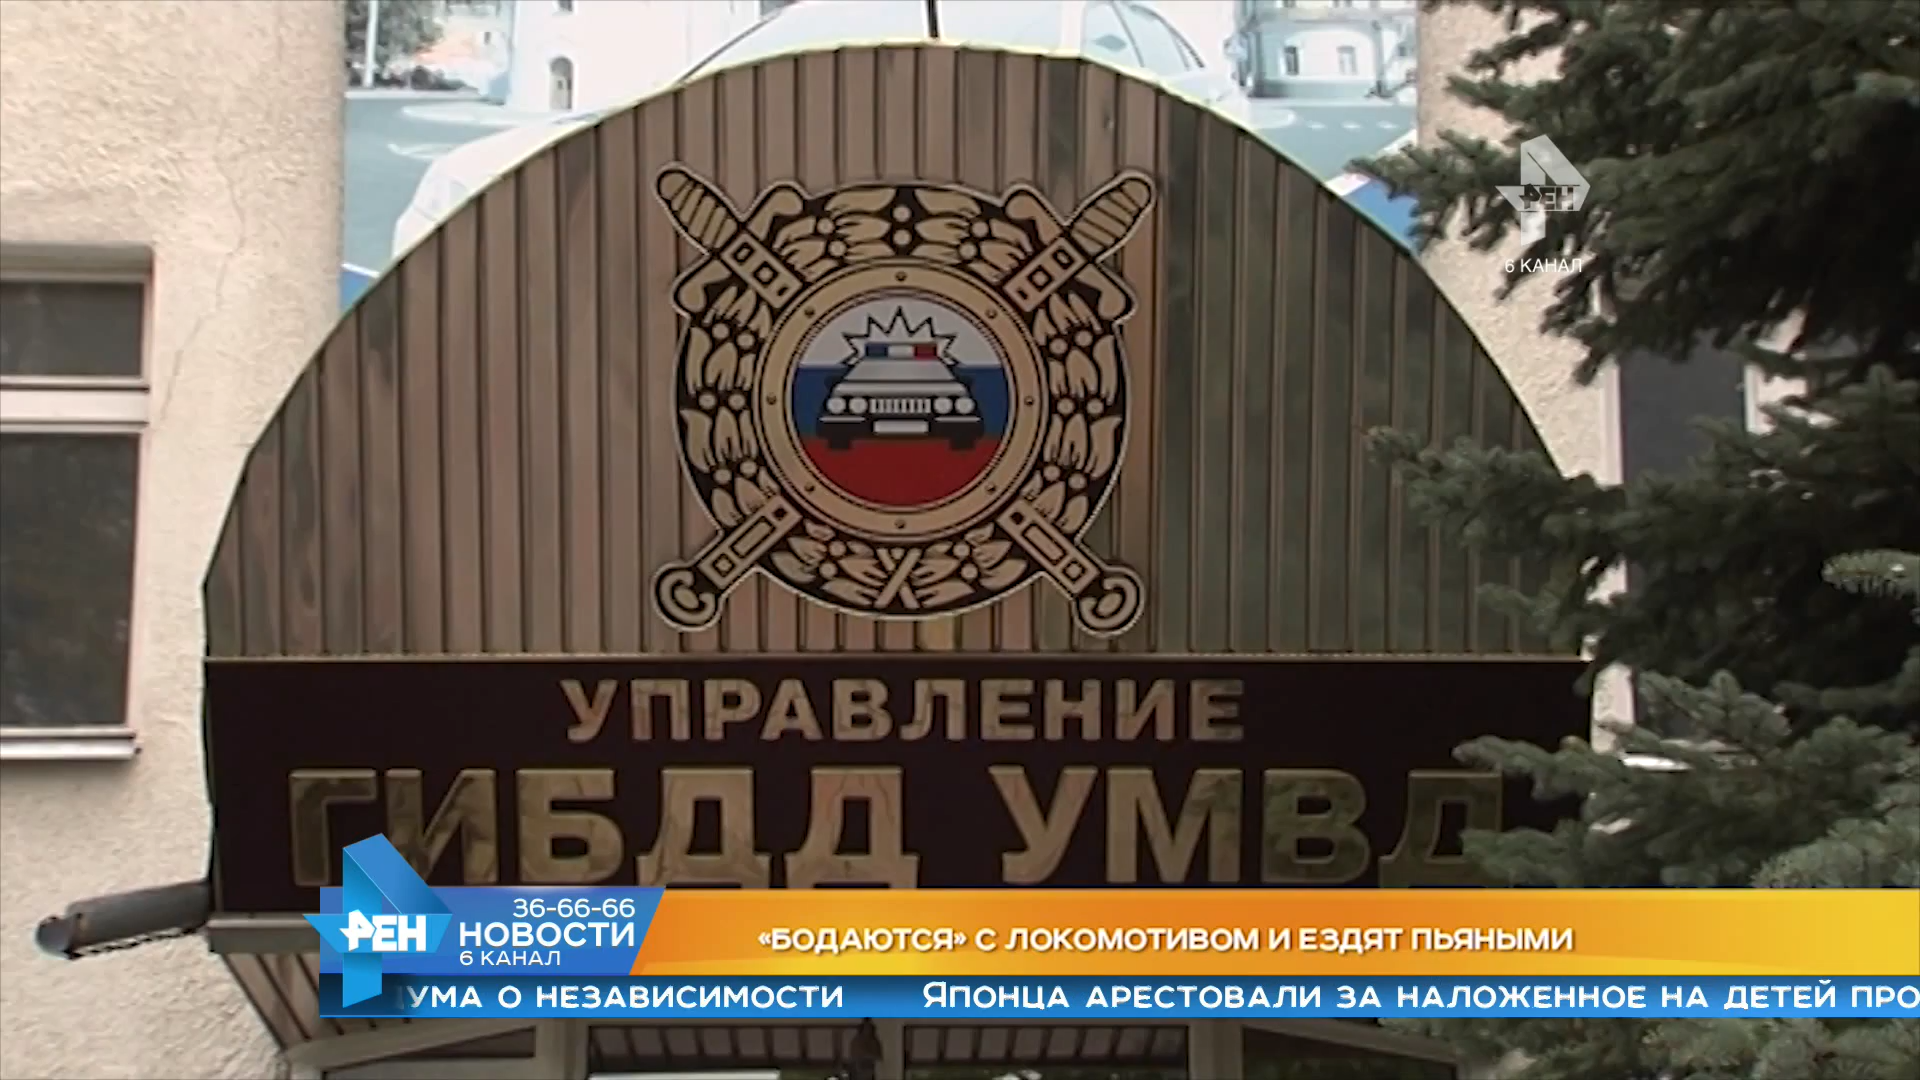 РЕН
6 КАНАЛ
УПРАВЛЕНИЕ
ГИБДД УМВД
РЕН
36-66-66
НОВОСТИ
6 КАНАЛ
«БОДАЮТСЯ» С ЛОКОМОТИВОМ И ЕЗДЯТ ПЬЯНЫМИ
УМА О НЕЗАВИСИМОСТИ ЯПОНЦА АРЕСТОВАЛИ ЗА НАЛОЖЕННОЕ НА ДЕТЕЙ ПРО